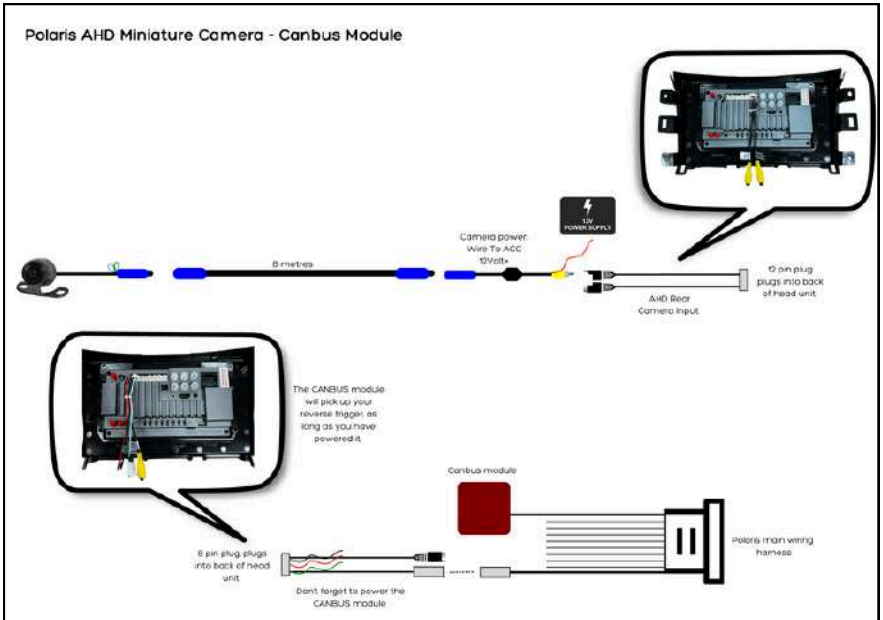 Polaris AHD Miniature Camera - Canbus Module
12V
POWER SUPPLY
Camera power.
Wire To ACC
12Volt+
8 metres
12 pin plug
plugs into back
of head unit
AHD Rear
Camera Input
The CANBUS module
will pick up your
reverse trigger, as
long as you have
powered it
Canbus module
Polaris main wiring
harness
8 pin plug, plugs
into back of head
unit
Don't forget to power the
CANBUS module